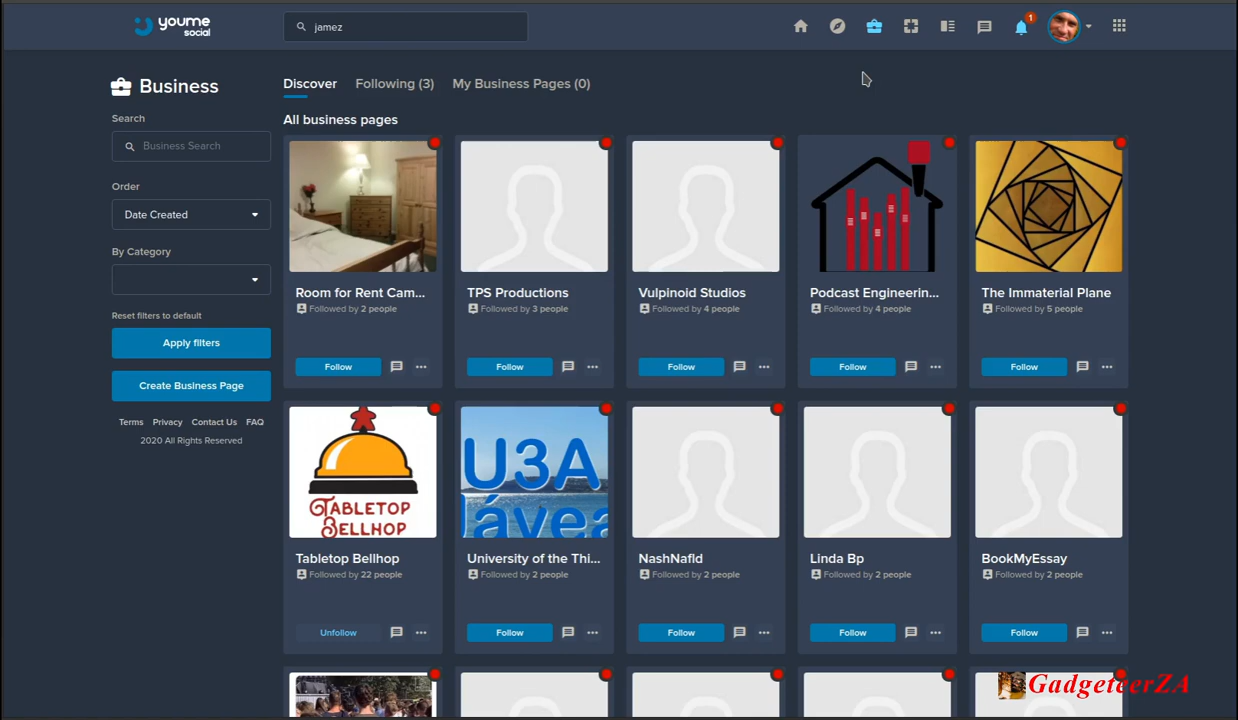 youme
social
jamez
1
Business
Discover
Following (3)
My Business Pages (0)
Search
Business Search
Order
Date Created
By Category
Reset filters to default
Apply filters
Create Business Page
Terms Privacy Contact Us FAQ
2020 All Rights Reserved
All business pages
Room for Rent Cam...
Followed by 2 people
Follow
TPS Productions
Followed by 3 people
Follow
Vulpinoid Studios
Followed by 4 people
Follow
Podcast Engineerin...
Followed by 4 people
Follow
The Immaterial Plane
Followed by 5 people
Follow
TABLETOP
BELLHOP
Tabletop Bellhop
Followed by 22 people
Unfollow
U3A
University of the Thi...
Followed by 2 people
Follow
NashNafld
Followed by 2 people
Follow
Linda Bp
Followed by 2 people
Follow
BookMyEssay
Followed by 2 people
Follow
GadgeteerZA